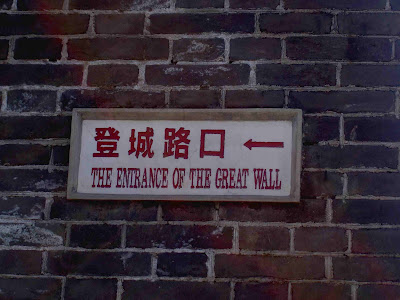 登城路口 ←
THE ENTRANCE OF THE GREAT WALL